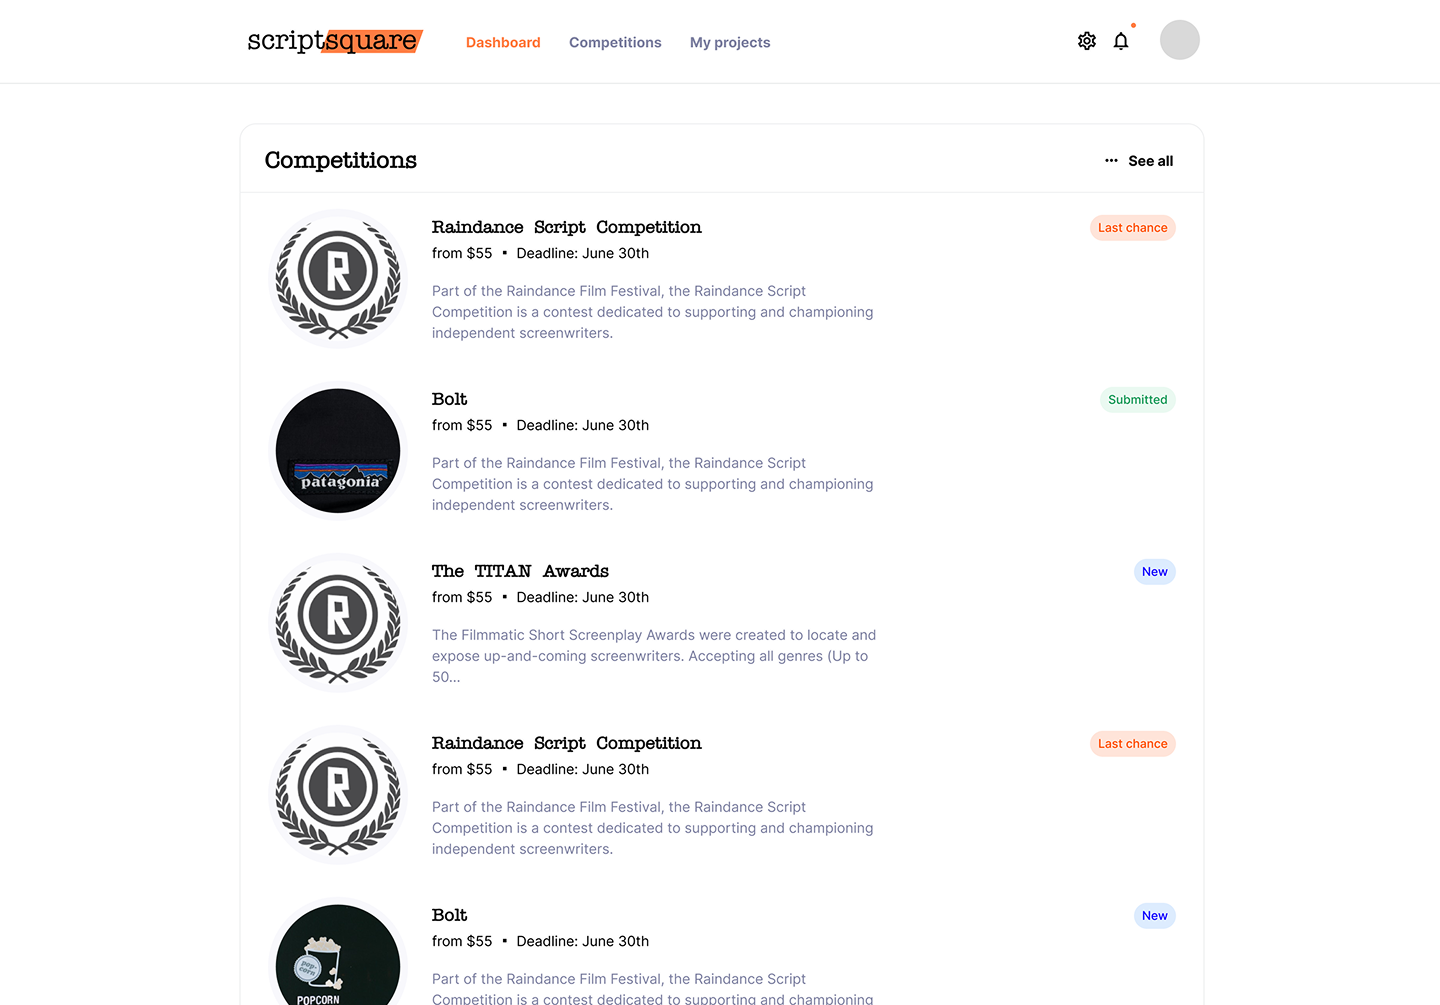 scriptsquare
Dashboard
Competitions
My projects
Competitions
See all
R
Raindance Script Competition
Last chance
from $55 • Deadline: June 30th
Part of the Raindance Film Festival, the Raindance Script
Competition is a contest dedicated to supporting and championing
independent screenwriters.
patagonia®
Bolt
Submitted
from $55 • Deadline: June 30th
Part of the Raindance Film Festival, the Raindance Script
Competition is a contest dedicated to supporting and championing
independent screenwriters.
R
The TITAN Awards
New
from $55 • Deadline: June 30th
The Filmmatic Short Screenplay Awards were created to locate and
expose up-and-coming screenwriters. Accepting all genres (Up to
50...
R
Raindance Script Competition
Last chance
from $55 • Deadline: June 30th
Part of the Raindance Film Festival, the Raindance Script
Competition is a contest dedicated to supporting and championing
independent screenwriters.
pop-
corn
POPCORN
Bolt
New
from $55 • Deadline: June 30th
Part of the Raindance Film Festival, the Raindance Script
Competition is a contest dedicated to supporting and championing